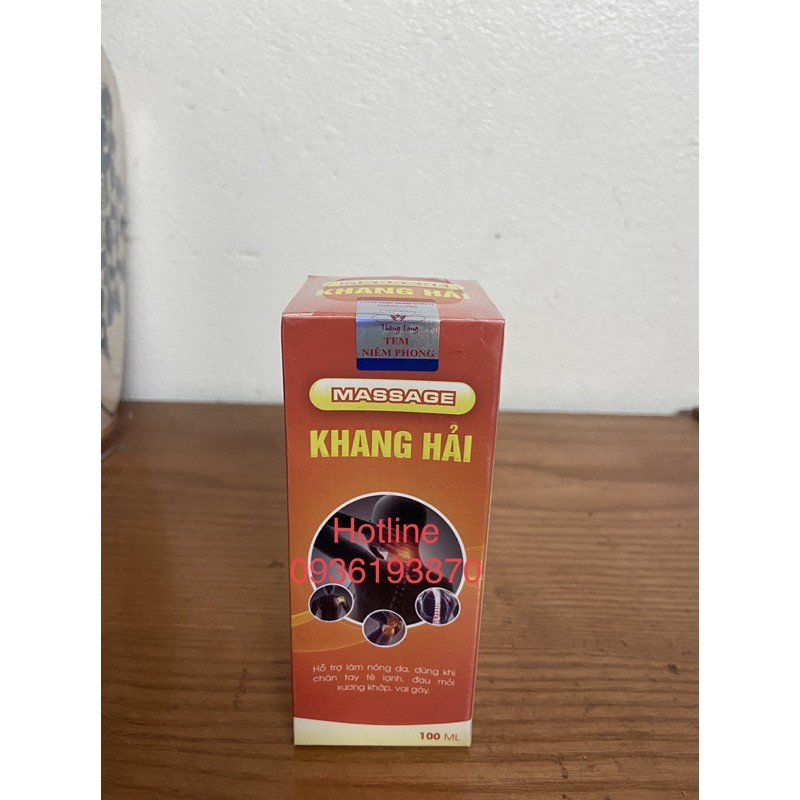 KHANG HẢI
Thăng Long
TEM
NIÊM PHONG
MASSAGE
KHANG HẢI
Hotline
0936193870
Hỗ trợ làm nóng da, dùng khi
chân tay tê lạnh, đau mỏi
xương khớp, vai gáy.
100 ML